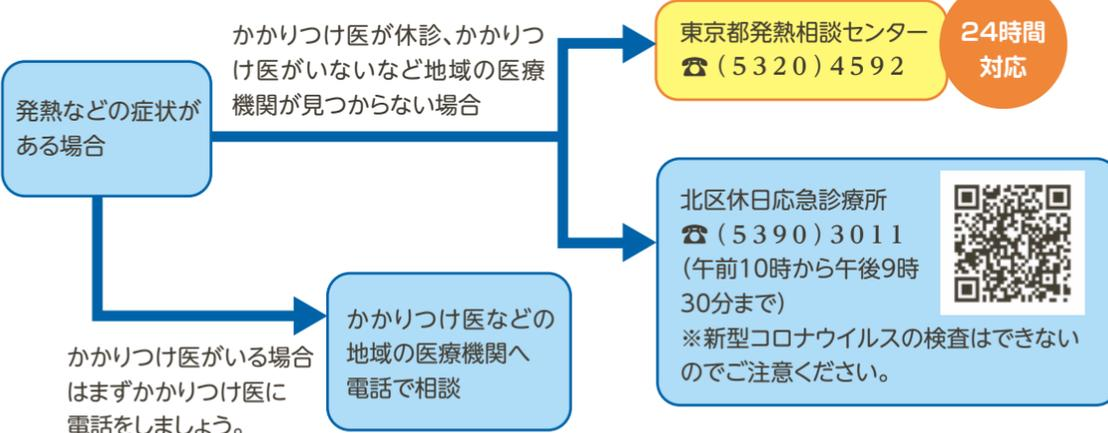 発熱などの症状が
ある場合
かかりつけ医が休診、かかりつ
け医がいないなど地域の医療
機関が見つからない場合
東京都発熱相談センター
☎(5320)4592
24時間
対応
北区休日応急診療所
☎(5390)3011
(午前10時から午後9時
30分まで)
※新型コロナウイルスの検査はできない
のでご注意ください。
かかりつけ医がいる場合
はまずかかりつけ医に
電話をしましょう。
かかりつけ医などの
地域の医療機関へ
電話で相談